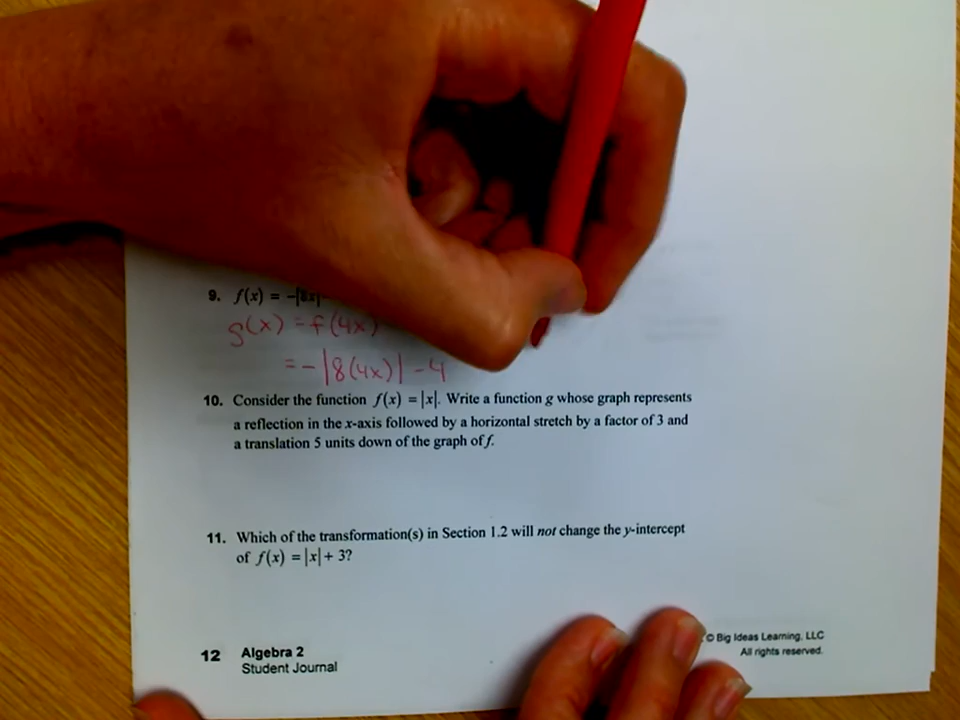 9. f(x) = -|8x|
g(x) = f(4x)
= -|8(4x)| - 4
10. Consider the function f(x) = |x|. Write a function g whose graph represents
a reflection in the x-axis followed by a horizontal stretch by a factor of 3 and
a translation 5 units down of the graph of f.
11. Which of the transformation(s) in Section 1.2 will not change the y-intercept
of f(x) = |x| + 3?
© Big Ideas Learning, LLC
All rights reserved.
12 Algebra 2
Student Journal